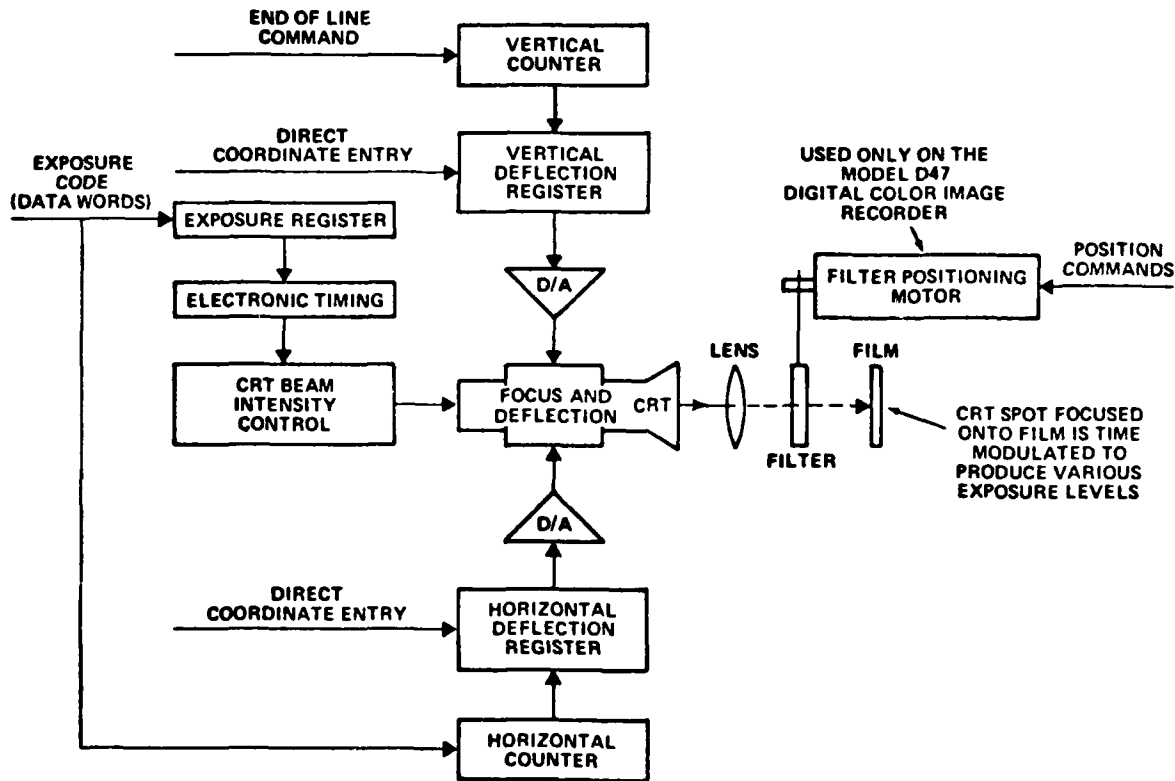 END OF LINE
COMMAND
VERTICAL
COUNTER
DIRECT
COORDINATE ENTRY
VERTICAL
DEFLECTION
REGISTER
EXPOSURE
CODE
(DATA WORDS)
EXPOSURE REGISTER
ELECTRONIC TIMING
CRT BEAM
INTENSITY
CONTROL
D/A
FOCUS AND
DEFLECTION
CRT
USED ONLY ON THE
MODEL D47
DIGITAL COLOR IMAGE
RECORDER
FILTER POSITIONING
MOTOR
POSITION
COMMANDS
LENS
FILM
FILTER
CRT SPOT FOCUSED
ONTO FILM IS TIME
MODULATED TO
PRODUCE VARIOUS
EXPOSURE LEVELS
D/A
DIRECT
COORDINATE ENTRY
HORIZONTAL
DEFLECTION
REGISTER
HORIZONTAL
COUNTER